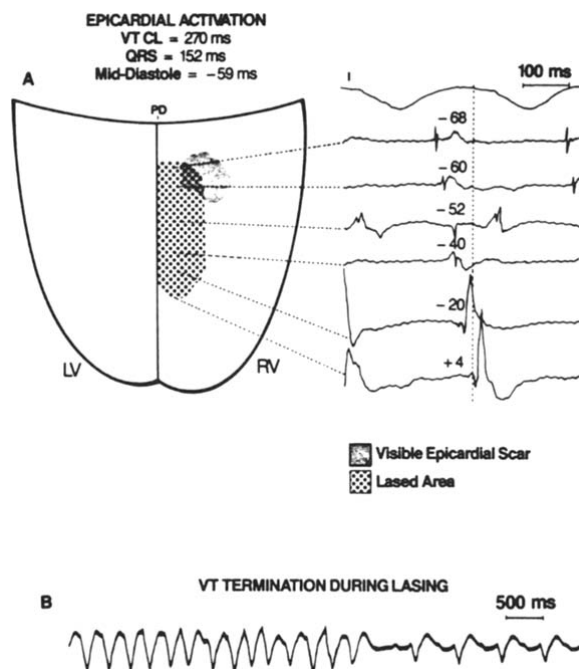 EPICARDIAL ACTIVATION
VT CL = 270 ms
QRS = 152 ms
Mid-Diastole = -59 ms
A
PD
LV
RV
I
100 ms
-68
-60
-52
-40
-20
+4
Visible Epicardial Scar
Lased Area
VT TERMINATION DURING LASING
B
500 ms